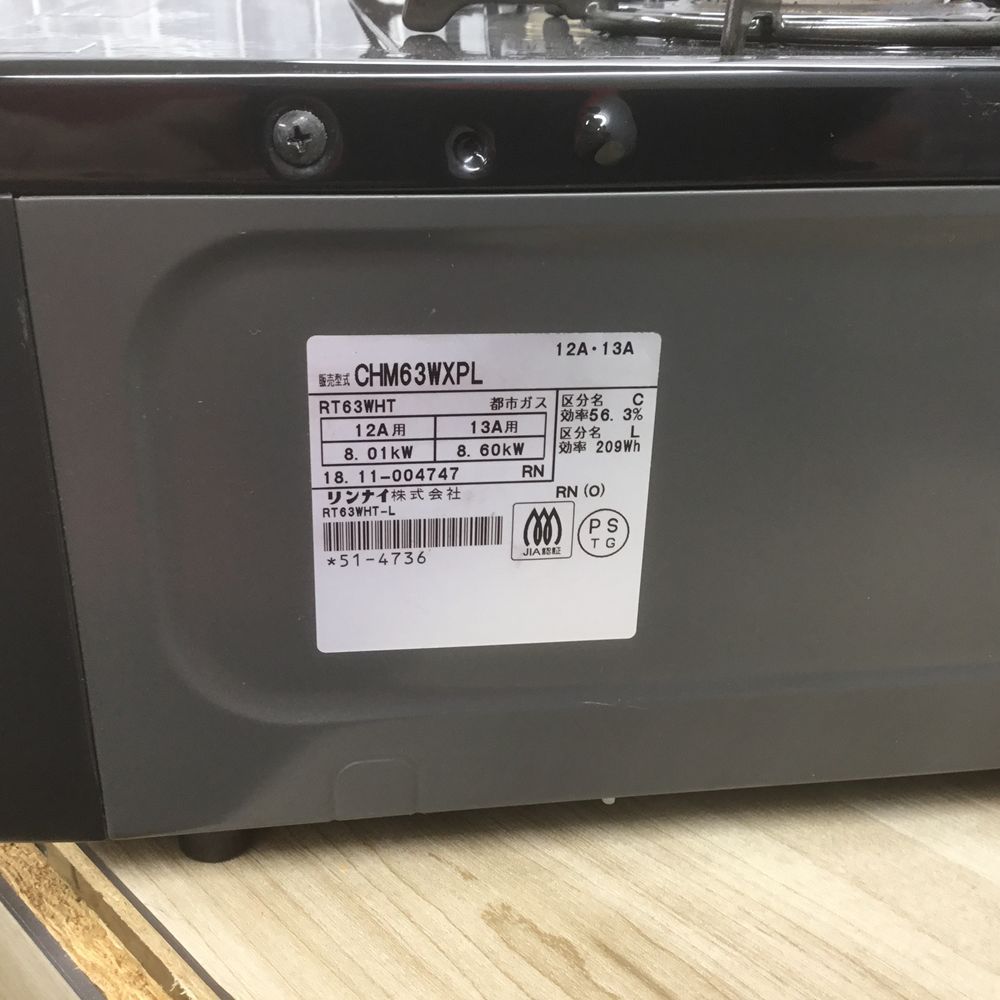 12A・13A
販売型式 CHM63WXPL
RT63WHT 都市ガス
12A用 13A用
8.01kW 8.60kW
18.11-004747 RN
区分名 C
効率56.3%
区分名 L
効率 209Wh
リンナイ株式会社
RN (O)
RT63WHT-L
JIA認証
PS
TG
*51-4736